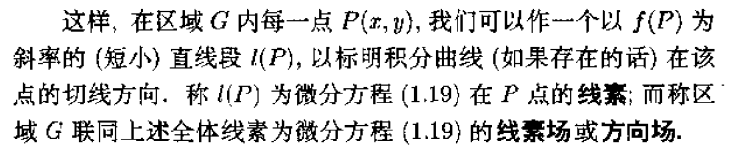 这样, 在区域 G 内每一点 P(x,y), 我们可以作一个以 f(P) 为
斜率的 (短小) 直线段 l(P), 以标明积分曲线 (如果存在的话) 在该
点的切线方向. 称 l(P) 为微分方程 (1.19) 在 P 点的线素; 而称区
域 G 联同上述全体线素为微分方程 (1.19) 的线素场或方向场.